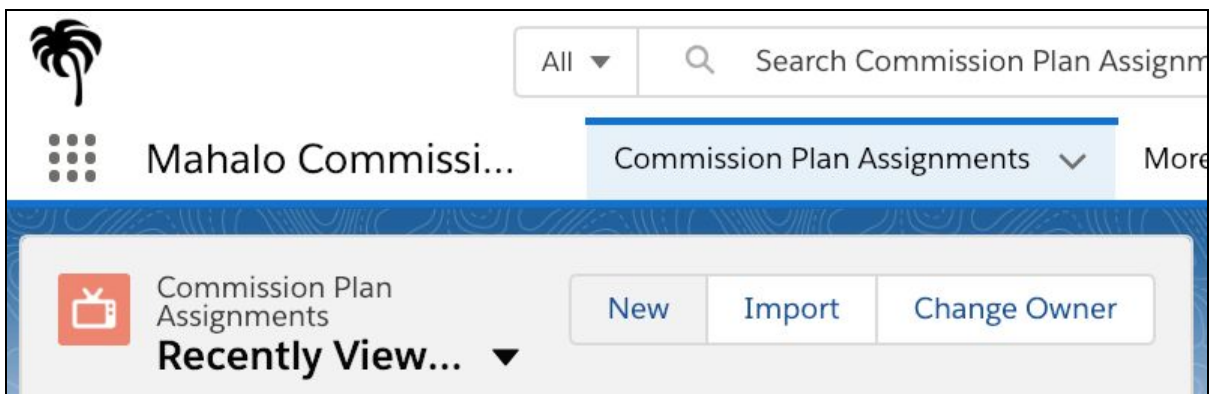 All Search Commission Plan Assignm
Mahalo Commissi... Commission Plan Assignments More
Commission Plan
Assignments
Recently View...
New Import Change Owner